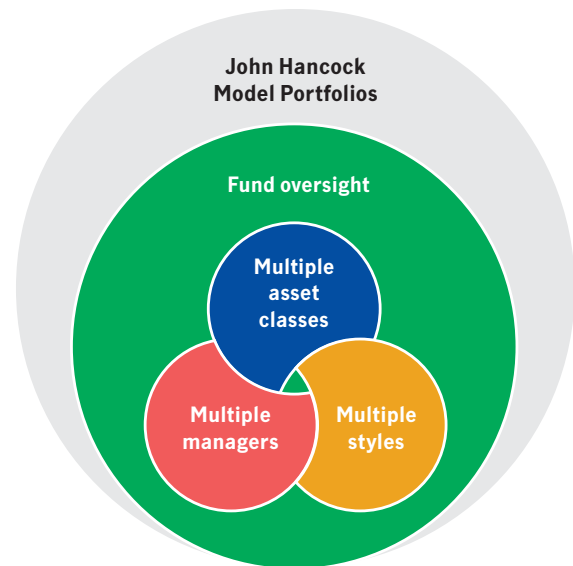 John Hancock
Model Portfolios
Fund oversight
Multiple
asset
classes
Multiple
managers
Multiple
styles